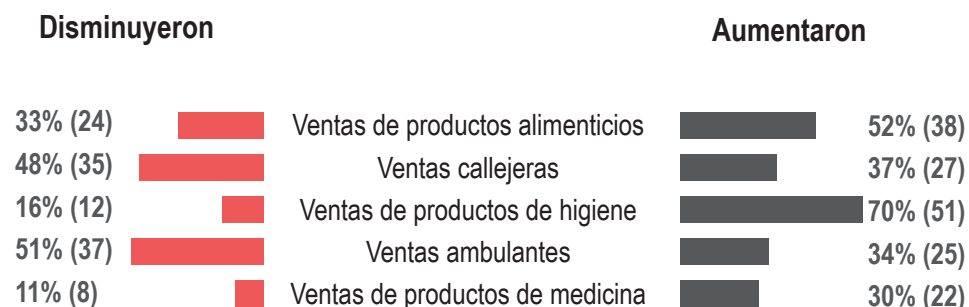 Disminuyeron Aumentaron
33% (24) Ventas de productos alimenticios 52% (38)
48% (35) Ventas callejeras 37% (27)
16% (12) Ventas de productos de higiene 70% (51)
51% (37) Ventas ambulantes 34% (25)
11% (8) Ventas de productos de medicina 30% (22)